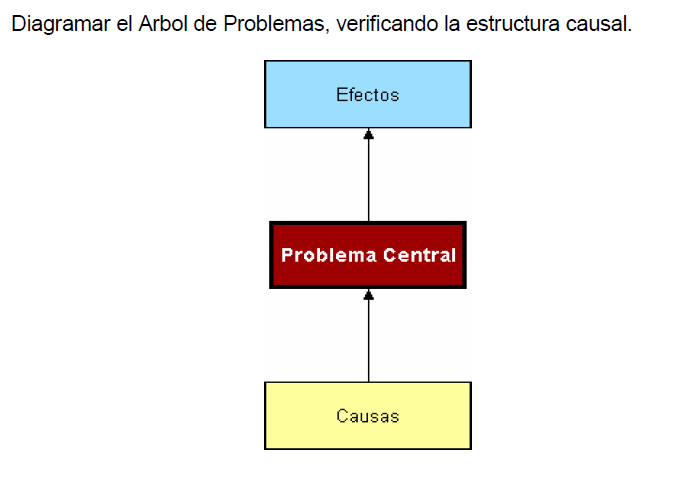 Diagramar el Arbol de Problemas, verificando la estructura causal.
Efectos
Problema Central
Causas